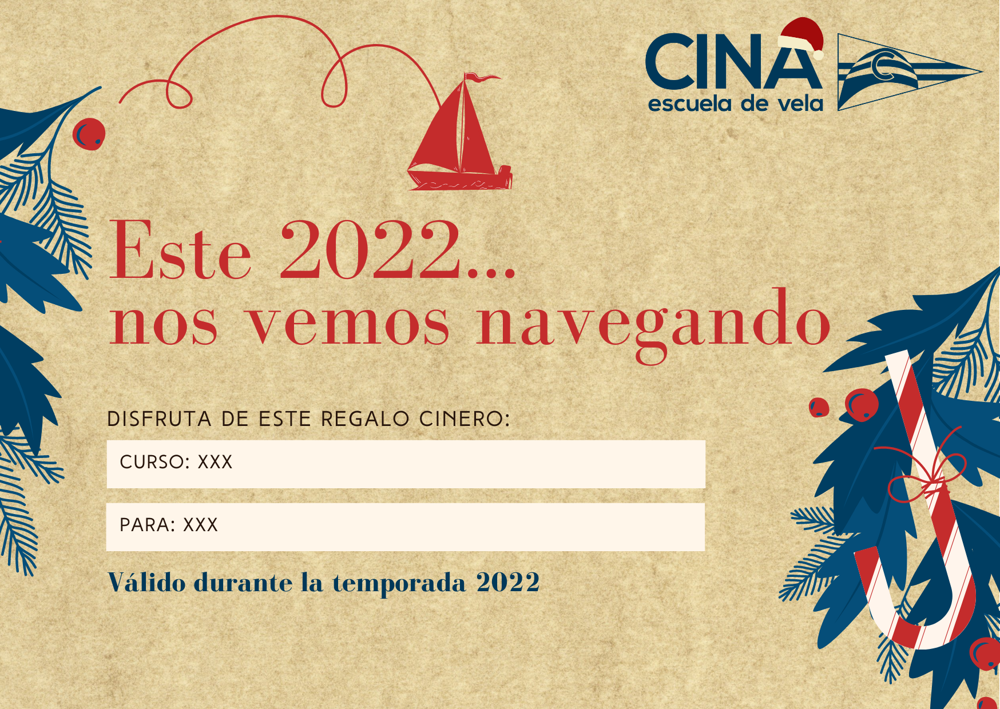 CINA
escuela de vela
C
Este 2022...
nos vemos navegando
DISFRUTA DE ESTE REGALO CINERO:
CURSO: XXX
PARA: XXX
Válido durante la temporada 2022